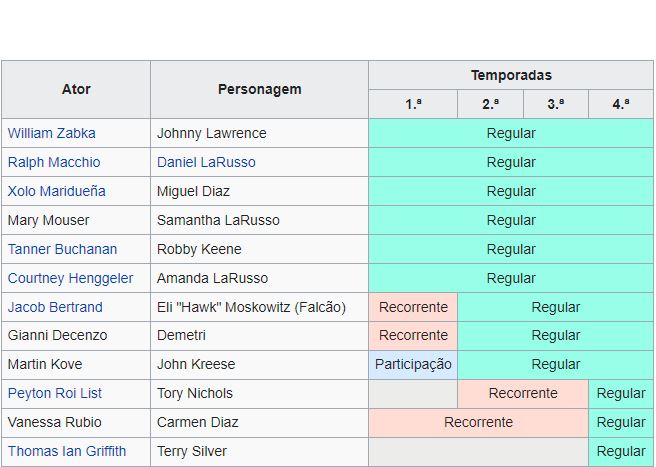 Ator Personagem Temporadas
1.ª 2.ª 3.ª 4.ª
William Zabka Johnny Lawrence Regular
Ralph Macchio Daniel LaRusso Regular
Xolo Maridueña Miguel Diaz Regular
Mary Mouser Samantha LaRusso Regular
Tanner Buchanan Robby Keene Regular
Courtney Henggeler Amanda LaRusso Regular
Jacob Bertrand Eli "Hawk" Moskowitz (Falcão) Recorrente Regular
Gianni Decenzo Demetri Recorrente Regular
Martin Kove John Kreese Participação Regular
Peyton Roi List Tory Nichols Recorrente Regular
Vanessa Rubio Carmen Diaz Recorrente Regular
Thomas Ian Griffith Terry Silver Regular